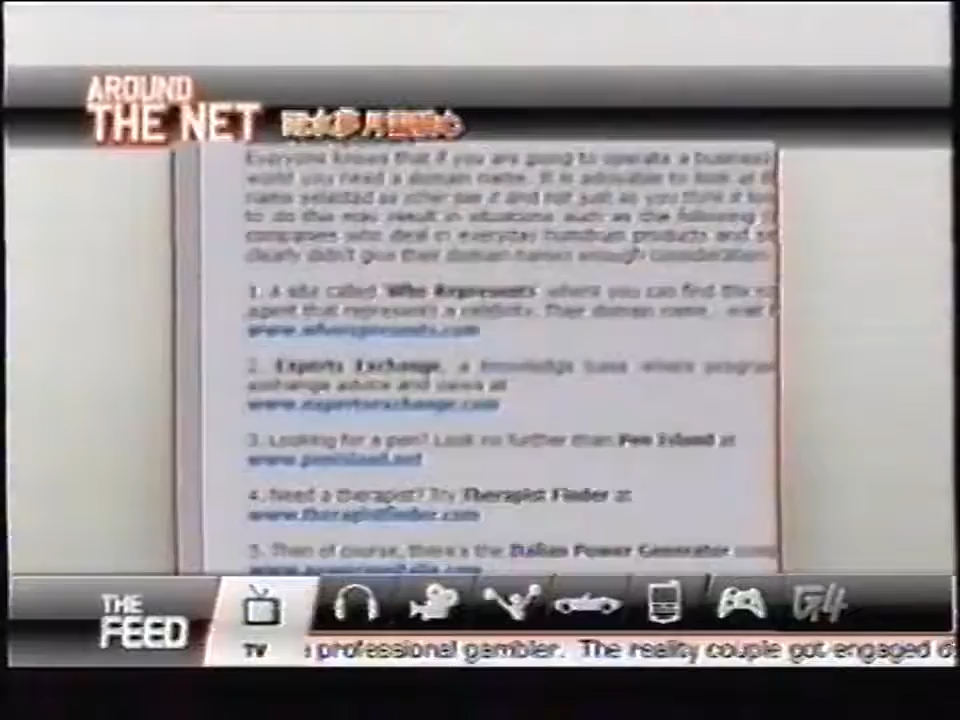 AROUND
THE NET
Everyone knows that if you are going to operate a business
world you need a domain name. It is advisable to look at
name selected as other see it and not just as you think it
to do this may result in situations such as the following
companies who deal in everyday humdrum products and
clearly didn't give their domain names enough consideration
1. A site called Who Represents where you can find the
agent that represents a celebrity. Their domain name
www.whorepresents.com
2. Experts Exchange, a knowledge base where
exchange advice and views at
www.expertsexchange.com
3. Looking for a pen? Look no further than Pen Island at
www.penisland.net
4. Need a therapist? Try Therapist Finder at
www.therapistfinder.com
5. Then of course, there's the Italian Power Generator
www.powergenitalia.com
THE
FEED
G4
TV
professional gambler. The reality couple got engaged